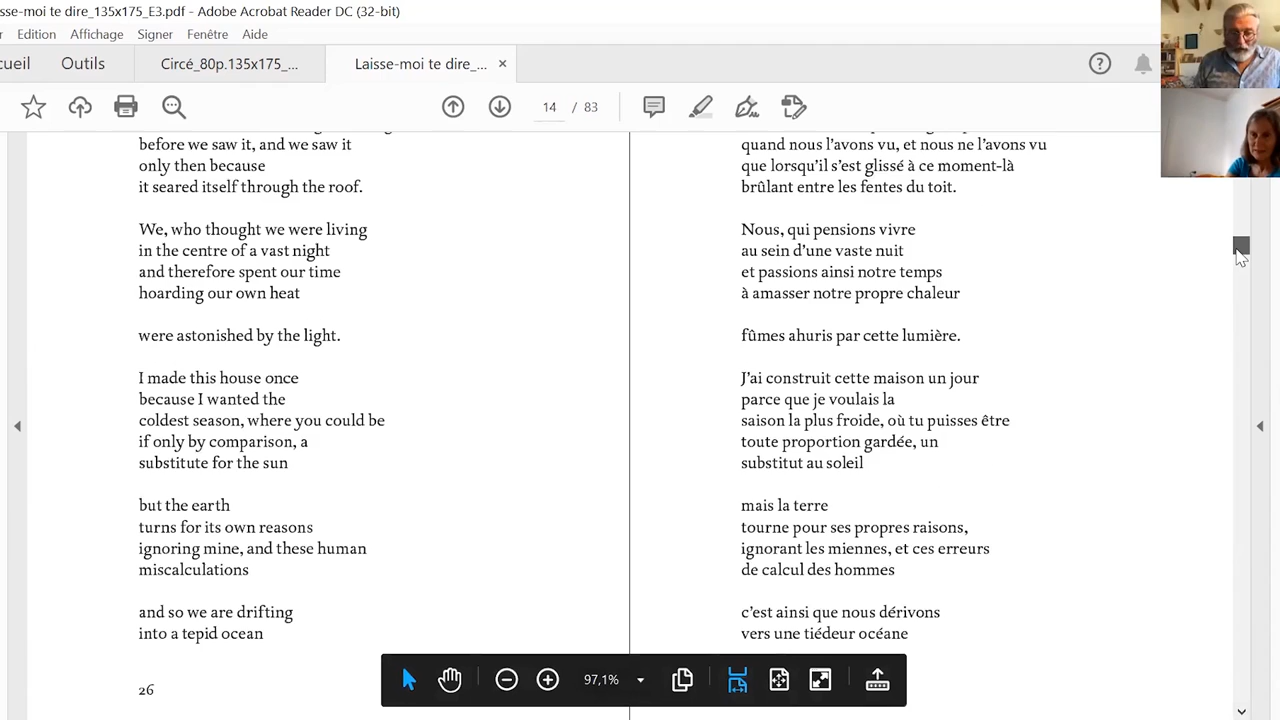 sse-moi te dire_135x175_E3.pdf - Adobe Acrobat Reader DC (32-bit)
Edition Affichage Signer Fenêtre Aide
cueil Outils Circé_80p.135x175_... Laisse-moi te dire_...
14 / 83
before we saw it, and we saw it
only then because
it seared itself through the roof.
We, who thought we were living
in the centre of a vast night
and therefore spent our time
hoarding our own heat
were astonished by the light.
I made this house once
because I wanted the
coldest season, where you could be
if only by comparison, a
substitute for the sun
but the earth
turns for its own reasons
ignoring mine, and these human
miscalculations
and so we are drifting
into a tepid ocean
26
quand nous l'avons vu, et nous ne l'avons vu
que lorsqu'il s'est glissé à ce moment-là
brûlant entre les fentes du toit.
Nous, qui pensions vivre
au sein d'une vaste nuit
et passions ainsi notre temps
à amasser notre propre chaleur
fûmes ahuris par cette lumière.
J'ai construit cette maison un jour
parce que je voulais la
saison la plus froide, où tu puisses être
toute proportion gardée, un
substitut au soleil
mais la terre
tourne pour ses propres raisons,
ignorant les miennes, et ces erreurs
de calcul des hommes
c'est ainsi que nous dérivons
vers une tiédeur océane
97,1%